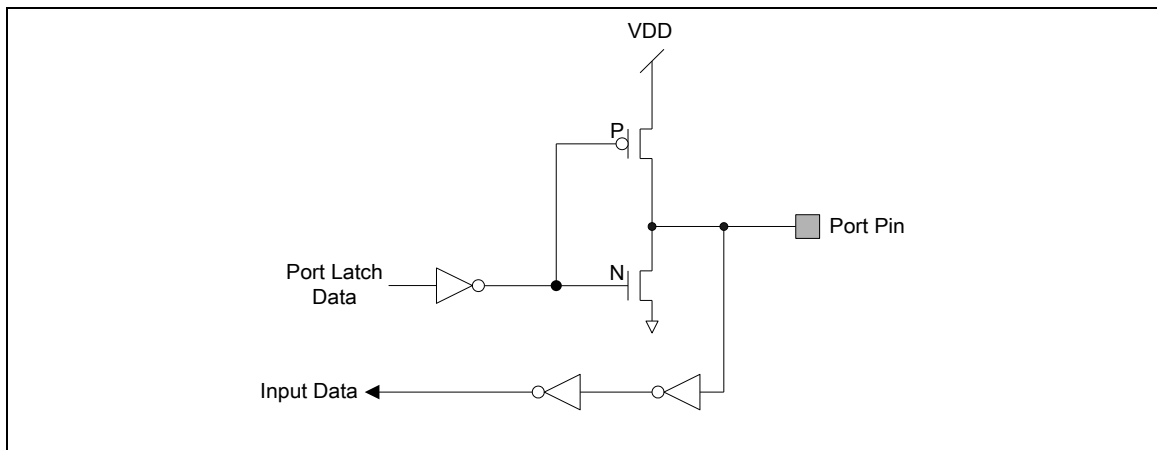 VDD
P
Port Pin
N
Port Latch
Data
Input Data